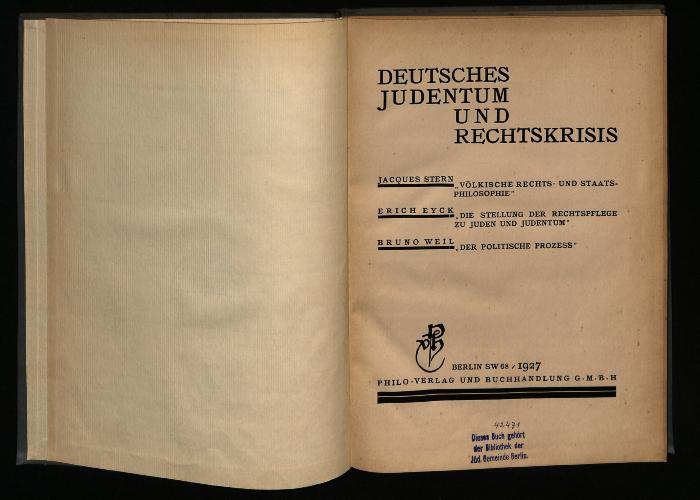 DEUTSCHES
JUDENTUM
UND
RECHTSKRISIS
JACQUES STERN
„VÖLKISCHE RECHTS- UND STAATS-
PHILOSOPHIE“
ERICH EYCK
„DIE STELLUNG DER RECHTSPFLEGE
ZU JUDEN UND JUDENTUM“
BRUNO WEIL
„DER POLITISCHE PROZESS“
BERLIN SW 68 / 1927
PHILO-VERLAG UND BUCHHANDLUNG G·M·B·H
42471
Dieses Buch gehört
der Bibliothek der
Jüd. Gemeinde Berlin.